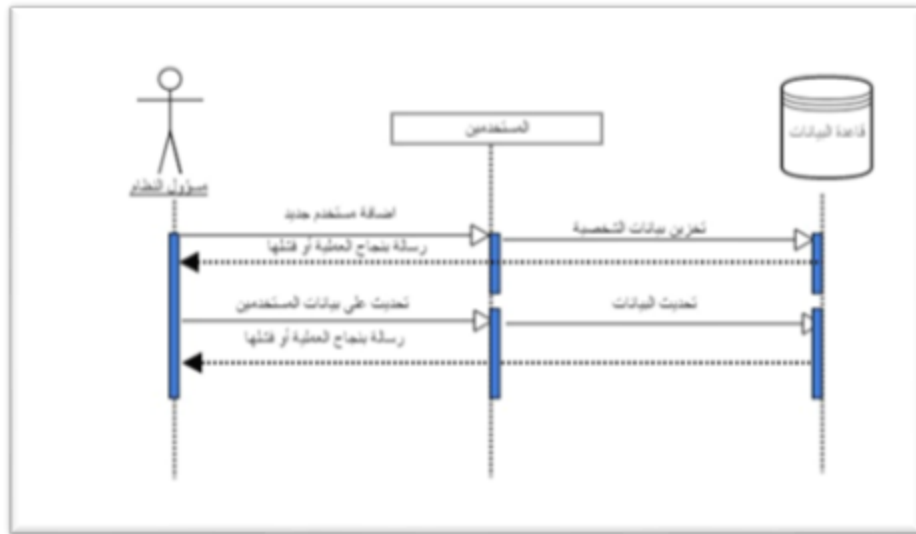 المستخدمين
قاعدة البيانات
مسؤول النظام
اضافة مستخدم جديد
تخزين بيانات الشخصية
رسالة بنجاح العملية أو فشلها
تحديث علي بيانات المستخدمين
تحديث البيانات
رسالة بنجاح العملية أو فشلها